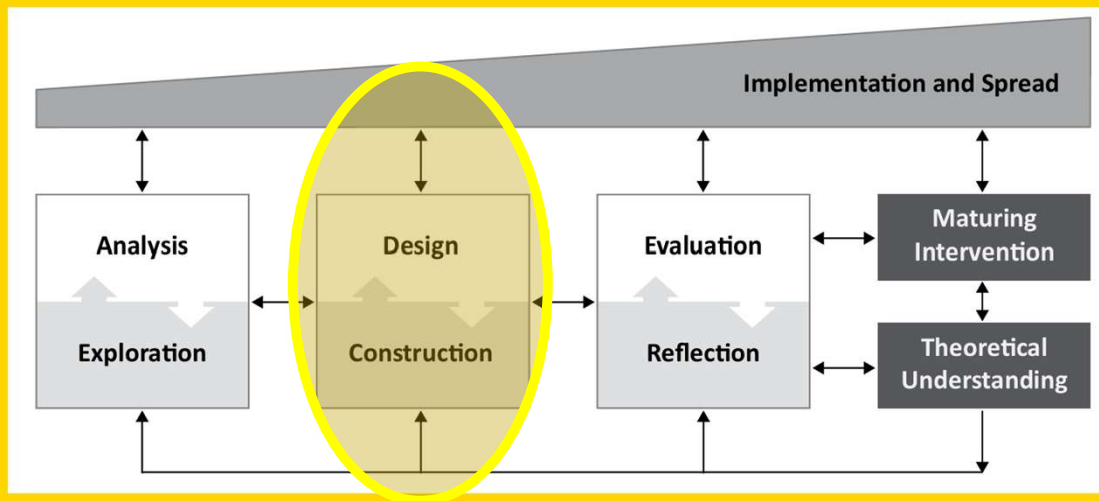 Implementation and Spread
Analysis
Exploration
Design
Construction
Evaluation
Reflection
Maturing
Intervention
Theoretical
Understanding